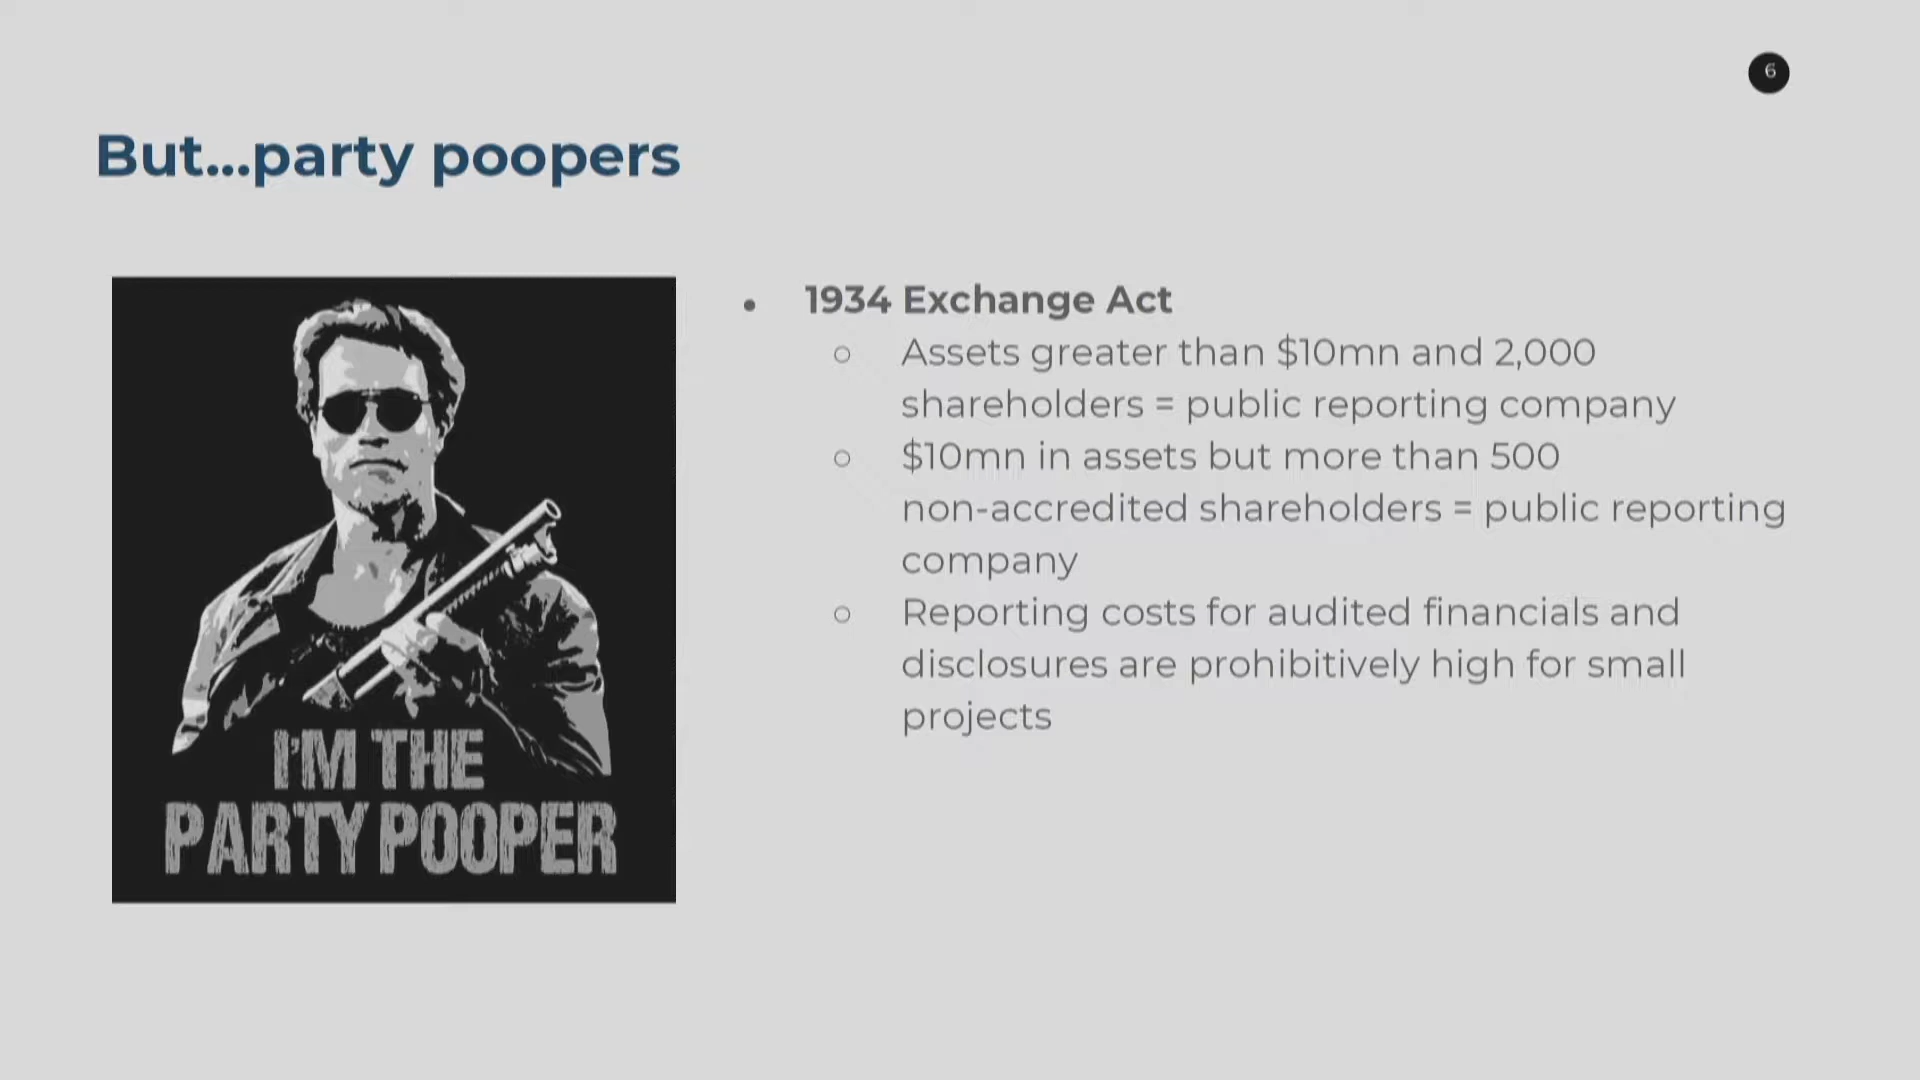 6
But...party poopers
• 1934 Exchange Act
○ Assets greater than $10mn and 2,000
shareholders = public reporting company
○ $10mn in assets but more than 500
non-accredited shareholders = public reporting
company
○ Reporting costs for audited financials and
disclosures are prohibitively high for small
projects
I'M THE
PARTY POOPER